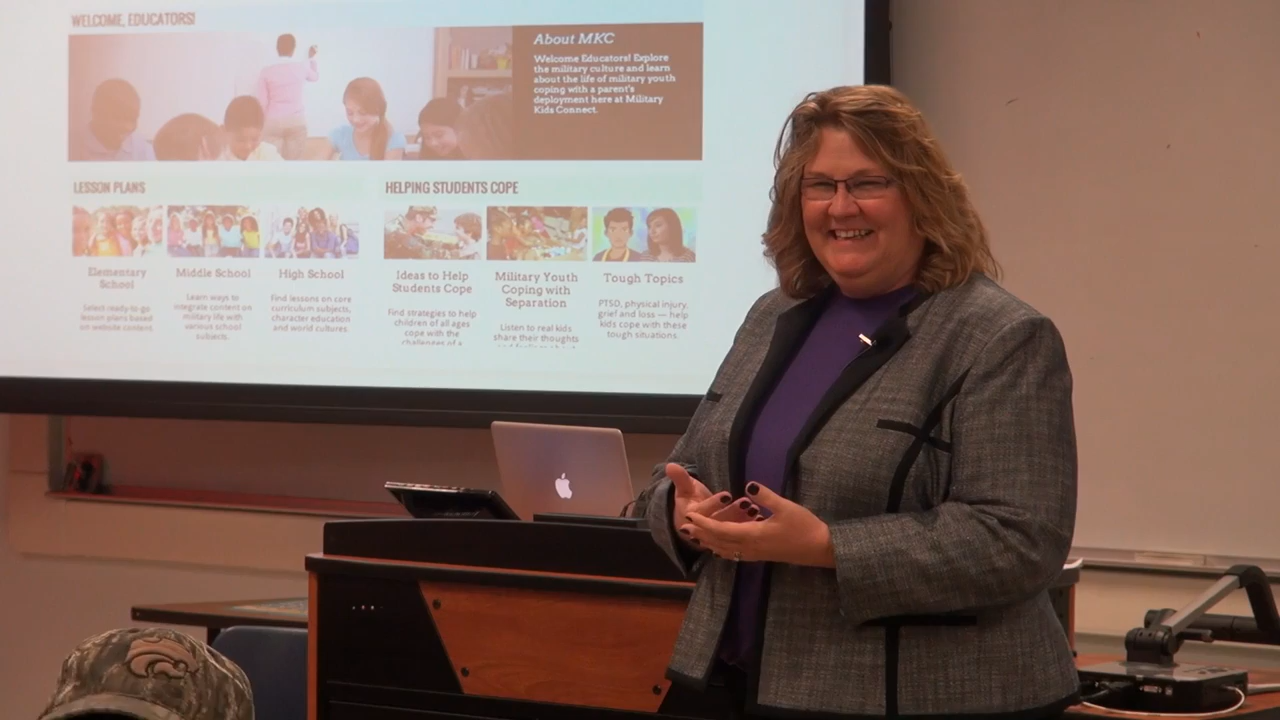 WELCOME, EDUCATORS!
About MKC
Welcome Educators! Explore
the military culture and learn
about the life of military youth
coping with a parent's
deployment here at Military
Kids Connect.
LESSON PLANS
Elementary
School
Select ready-to-go
lesson plans based
on website content.
Middle School
Learn ways to
integrate content on
military life with
various school
subjects.
High School
Find lessons on core
curriculum subjects,
character education
and world cultures.
HELPING STUDENTS COPE
Ideas to Help
Students Cope
Find strategies to help
children of all ages
cope with the
challenges of a
Military Youth
Coping with
Separation
Listen to real kids
share their thoughts
and feelings about
Tough Topics
PTSD, physical injury,
grief and loss — help
kids cope with these
tough situations.